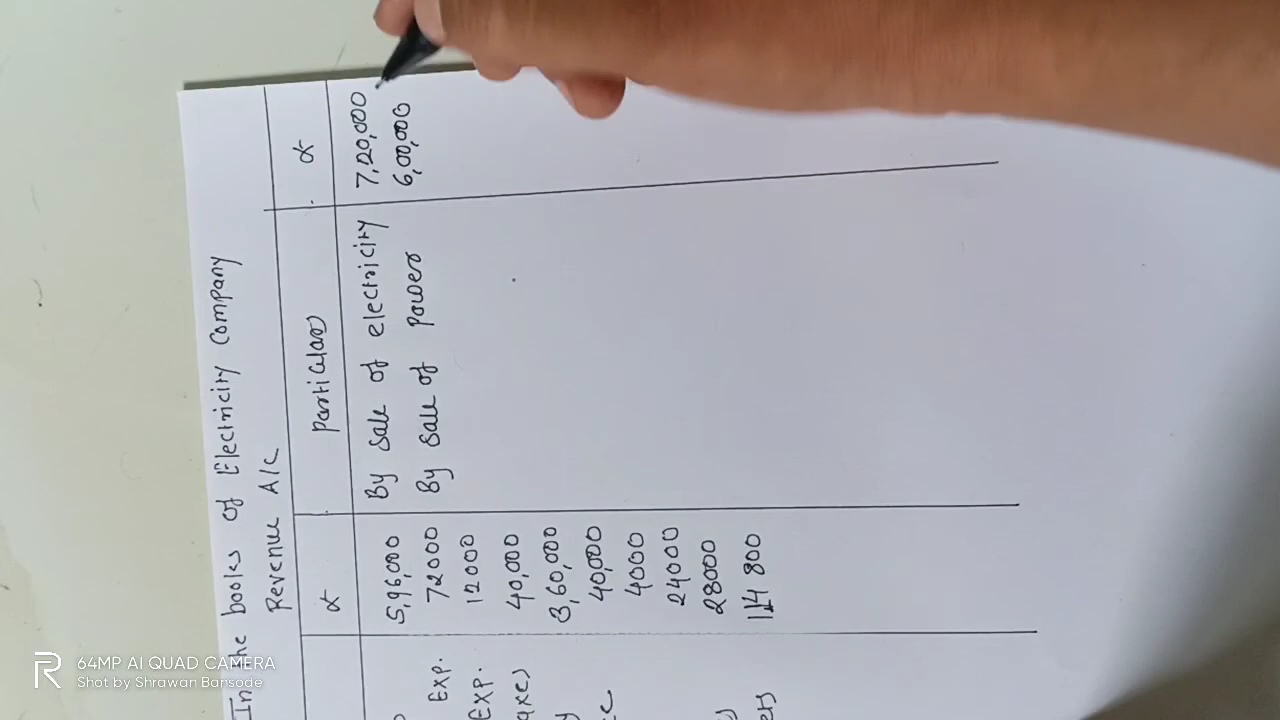 In the books of Electricity Company
Revenue A/C
₹ Particulars ₹
5,96,000 By Sale of electricity 7,20,000
Exp. 72000 By Sale of power 6,00,000
Exp. 12000
40,000
3,60,000
40,000
4000
24000
28000
114 800
64MP AI QUAD CAMERA
Shot by Shrawan Bansode